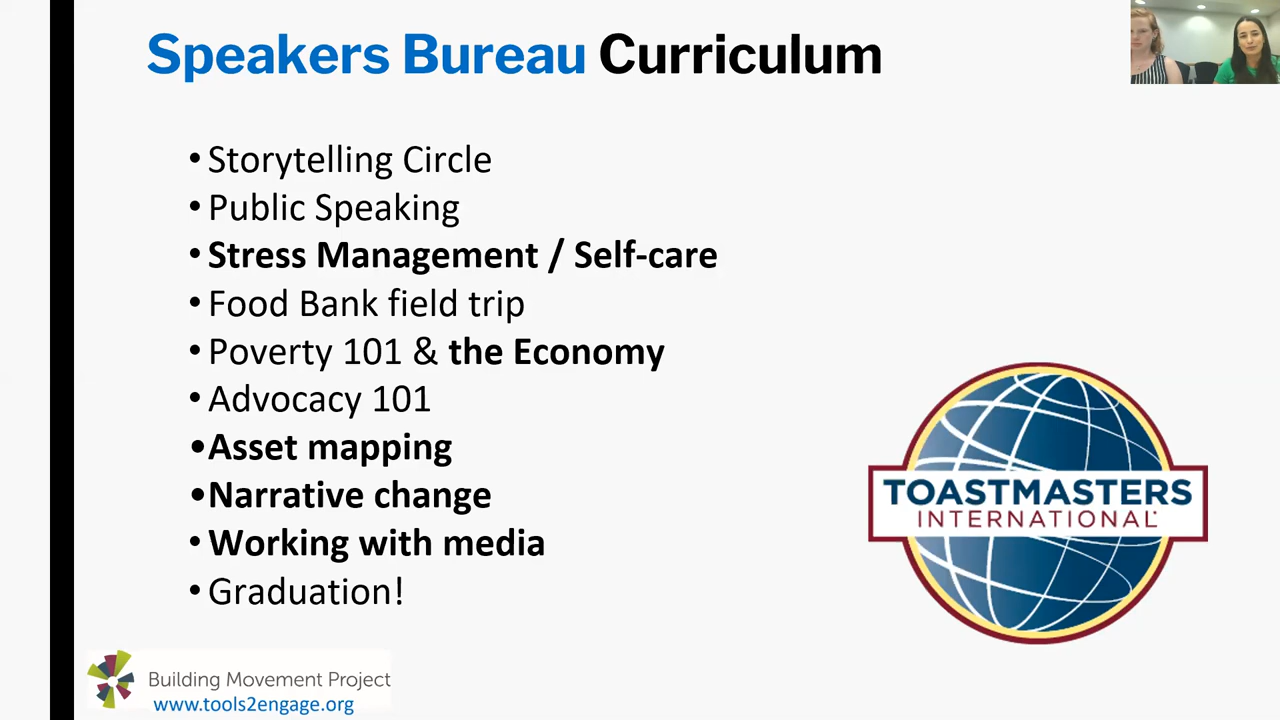 Speakers Bureau Curriculum
•Storytelling Circle
•Public Speaking
•Stress Management / Self-care
•Food Bank field trip
•Poverty 101 & the Economy
•Advocacy 101
•Asset mapping
•Narrative change
•Working with media
•Graduation!
TOASTMASTERS
INTERNATIONAL
Building Movement Project
www.tools2engage.org